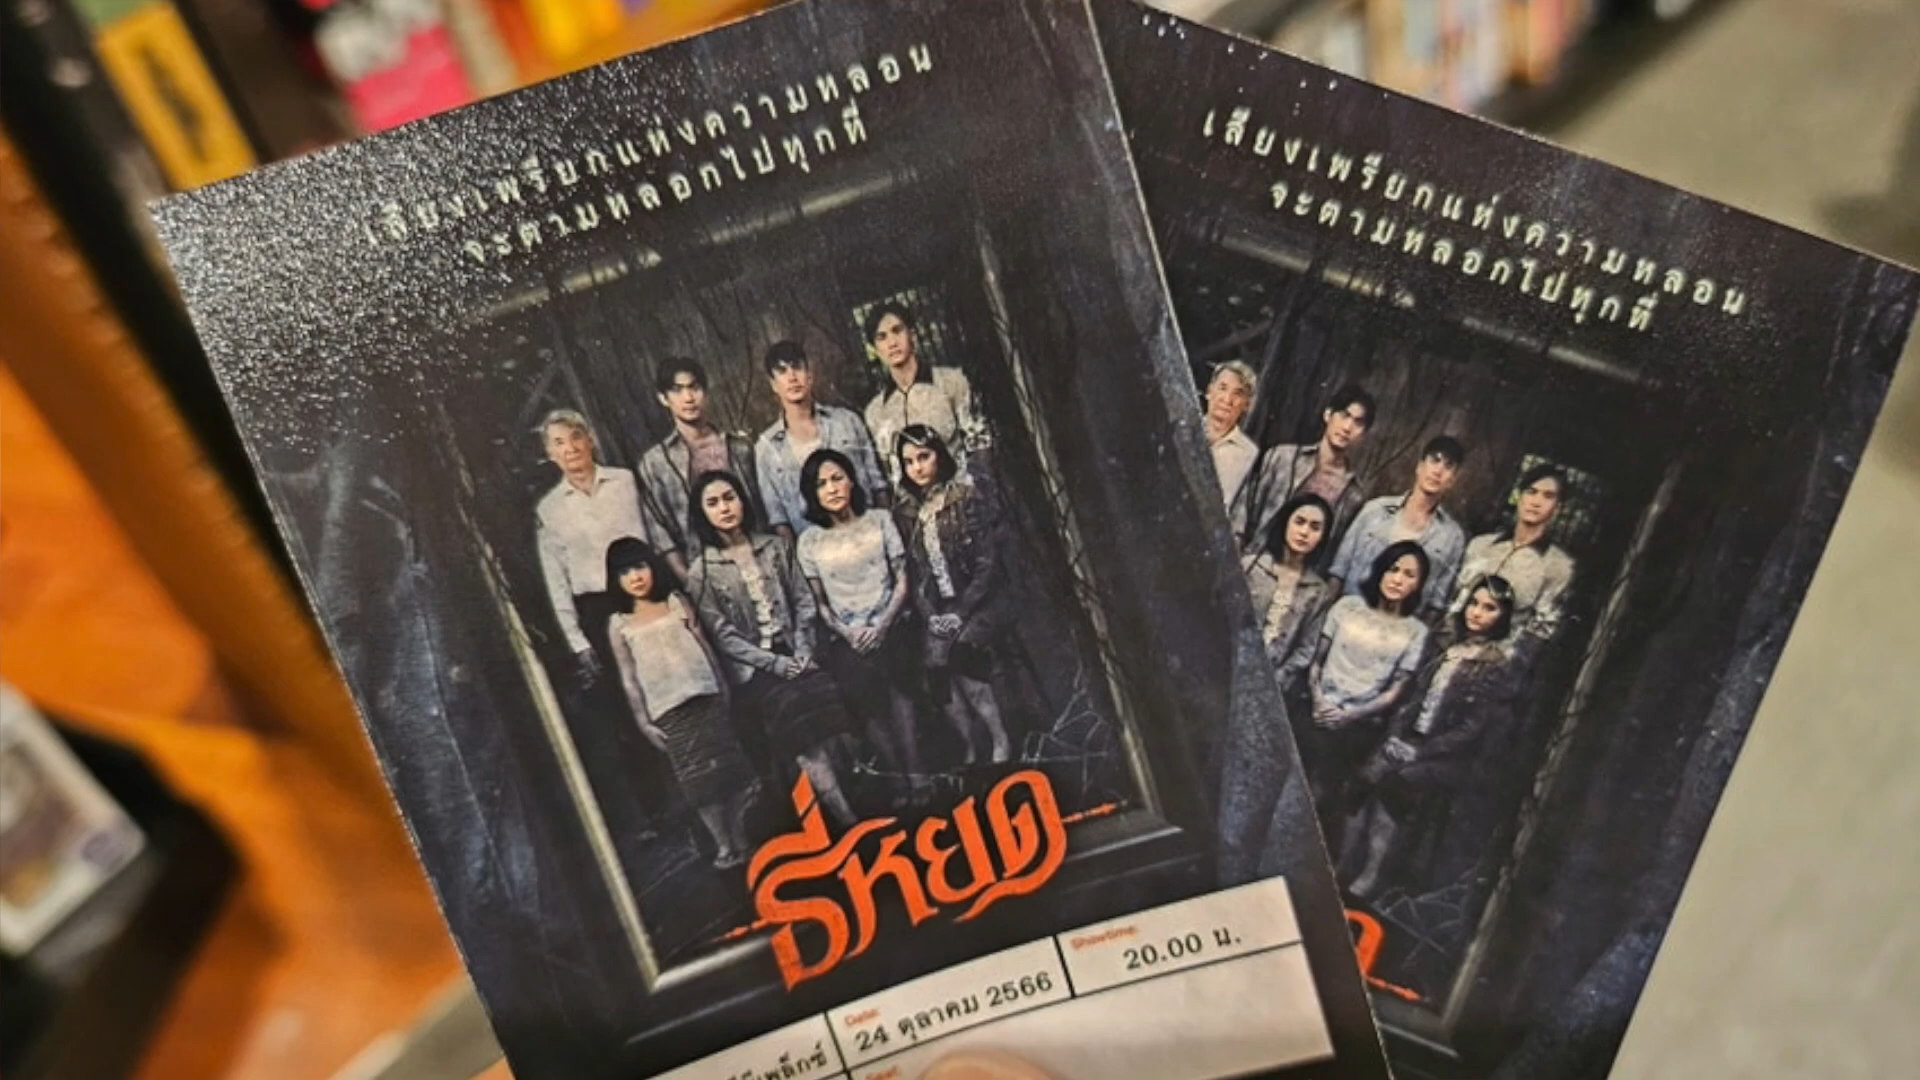 เสียงเพรียกแห่งความหลอน
จะตามหลอกไปทุกที่
ธี่หยด
Date:
24 ตุลาคม 2566
Showtime:
20.00 น.
Seat:
เสียงเพรียกแห่งความหลอน
จะตามหลอกไปทุกที่